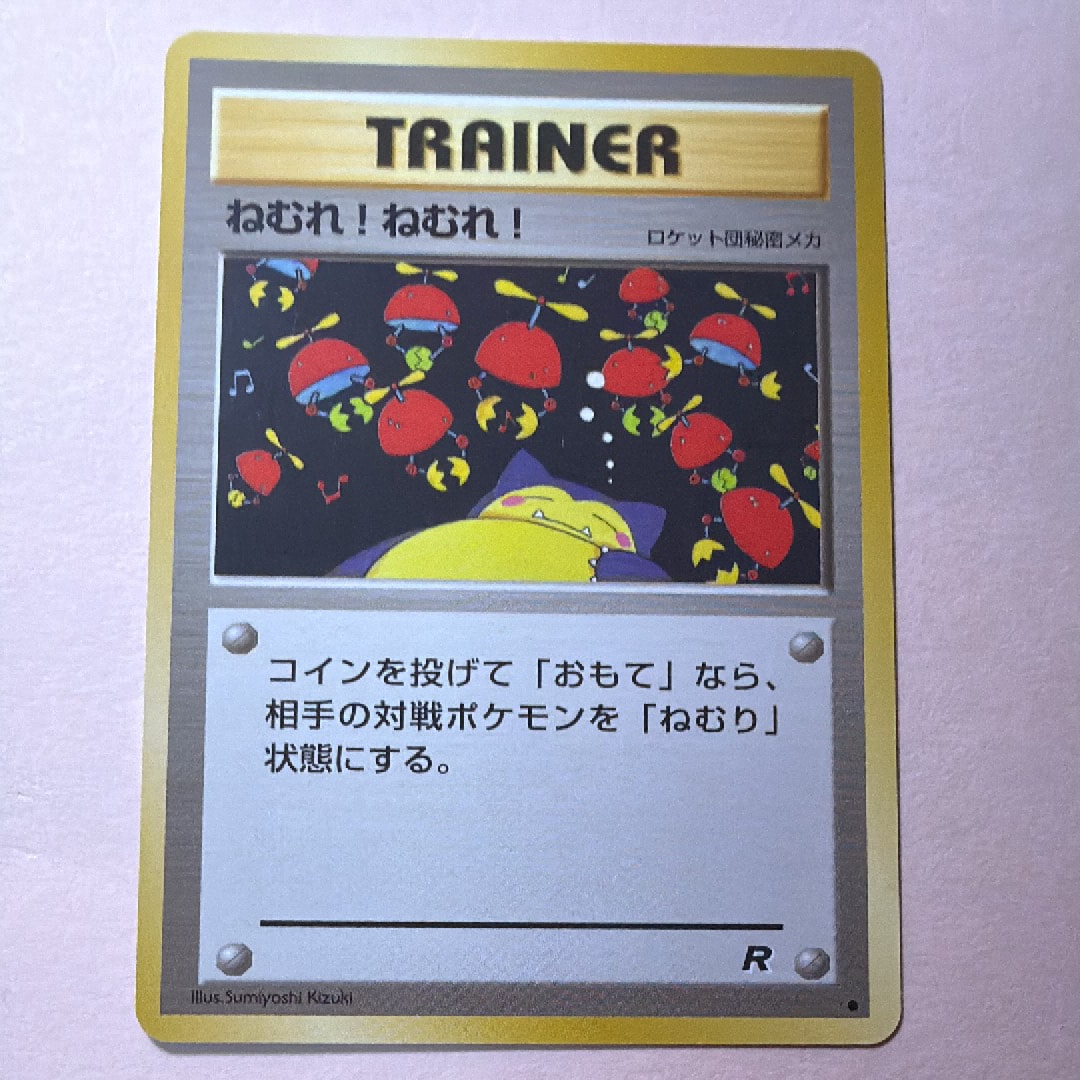 TRAINER
ねむれ！ねむれ！
ロケット団秘密メカ
コインを投げて「おもて」なら、
相手の対戦ポケモンを「ねむり」
状態にする。
R
Illus.Sumiyoshi Kizuki